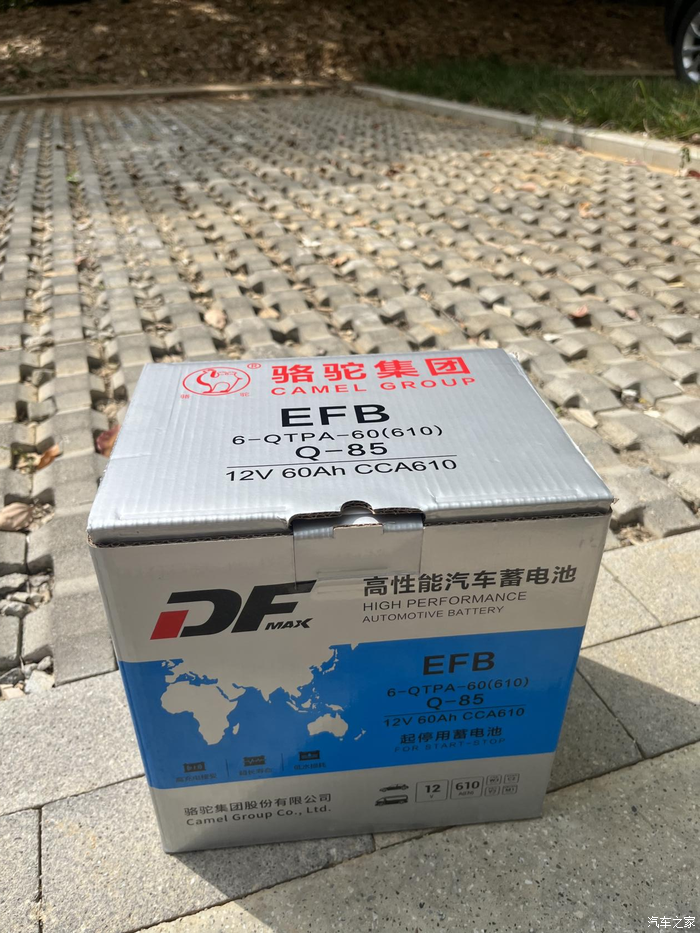 骆驼集团
CAMEL GROUP
EFB
6-QTPA-60(610)
Q-85
12V 60Ah CCA610
DF MAX
高性能汽车蓄电池
HIGH PERFORMANCE
AUTOMOTIVE BATTERY
EFB
6-QTPA-60(610)
Q-85
12V 60Ah CCA610
起停用蓄电池
FOR START-STOP
12
V
610
骆驼集团股份有限公司
Camel Group Co., Ltd.
汽车之家